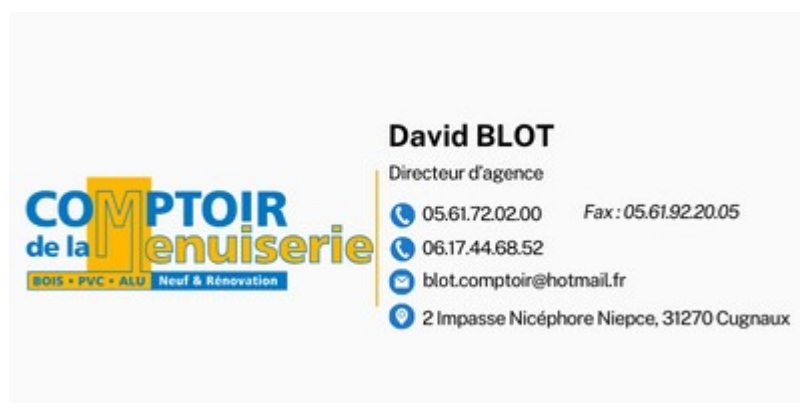 COMPTOIR
de la Menuiserie
BOIS • PVC • ALU Neuf & Rénovation
David BLOT
Directeur d'agence
05.61.72.02.00 Fax : 05.61.92.20.05
06.17.44.68.52
blot.comptoir@hotmail.fr
2 Impasse Nicéphore Niepce, 31270 Cugnaux